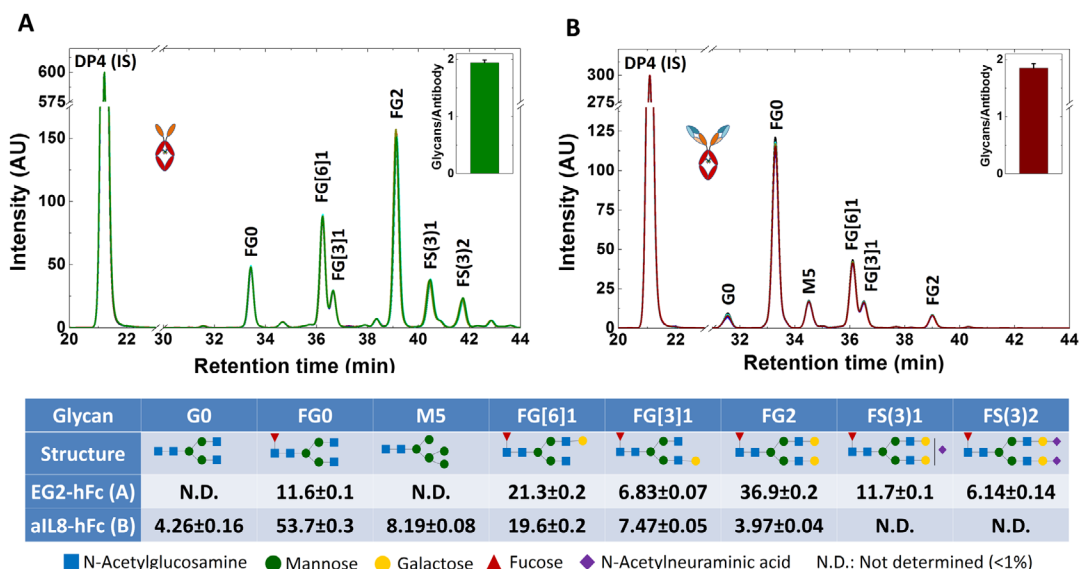 A
B
DP4 (IS)
600
575
150
100
50
0
Intensity (AU)
FG0
FG[6]1
FG[3]1
FG2
FS(3)1
FS(3)2
Glycans/Antibody
2
1
0
20 22 30 32 34 36 38 40 42 44
Retention time (min)
DP4 (IS)
300
275
125
100
75
50
25
0
Intensity (AU)
G0
FG0
M5
FG[6]1
FG[3]1
FG2
Glycans/Antibody
2
1
0
20 22 32 34 36 38 40 42 44
Retention time (min)
Glycan G0 FG0 M5 FG[6]1 FG[3]1 FG2 FS(3)1 FS(3)2
Structure
EG2-hFc (A) N.D. 11.6±0.1 N.D. 21.3±0.2 6.83±0.07 36.9±0.2 11.7±0.1 6.14±0.14
aIL8-hFc (B) 4.26±0.16 53.7±0.3 8.19±0.08 19.6±0.2 7.47±0.05 3.97±0.04 N.D. N.D.
N-Acetylglucosamine Mannose Galactose Fucose N-Acetylneuraminic acid N.D.: Not determined (<1%)